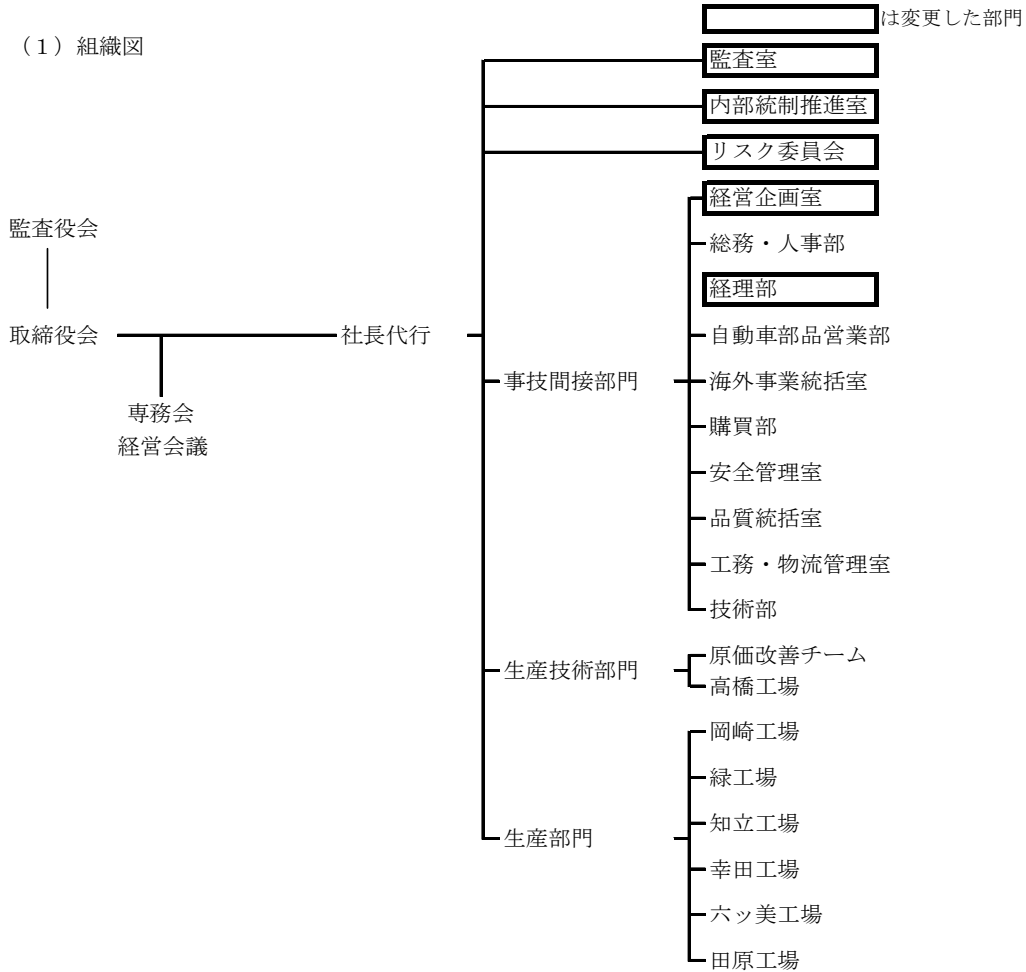 は変更した部門
（１）組織図
監査室
内部統制推進室
リスク委員会
経営企画室
監査役会
総務・人事部
経理部
取締役会
社長代行
自動車部品営業部
事技間接部門
海外事業統括室
専務会
経営会議
購買部
安全管理室
品質統括室
工務・物流管理室
技術部
生産技術部門
原価改善チーム
高橋工場
岡崎工場
緑工場
知立工場
生産部門
幸田工場
六ッ美工場
田原工場